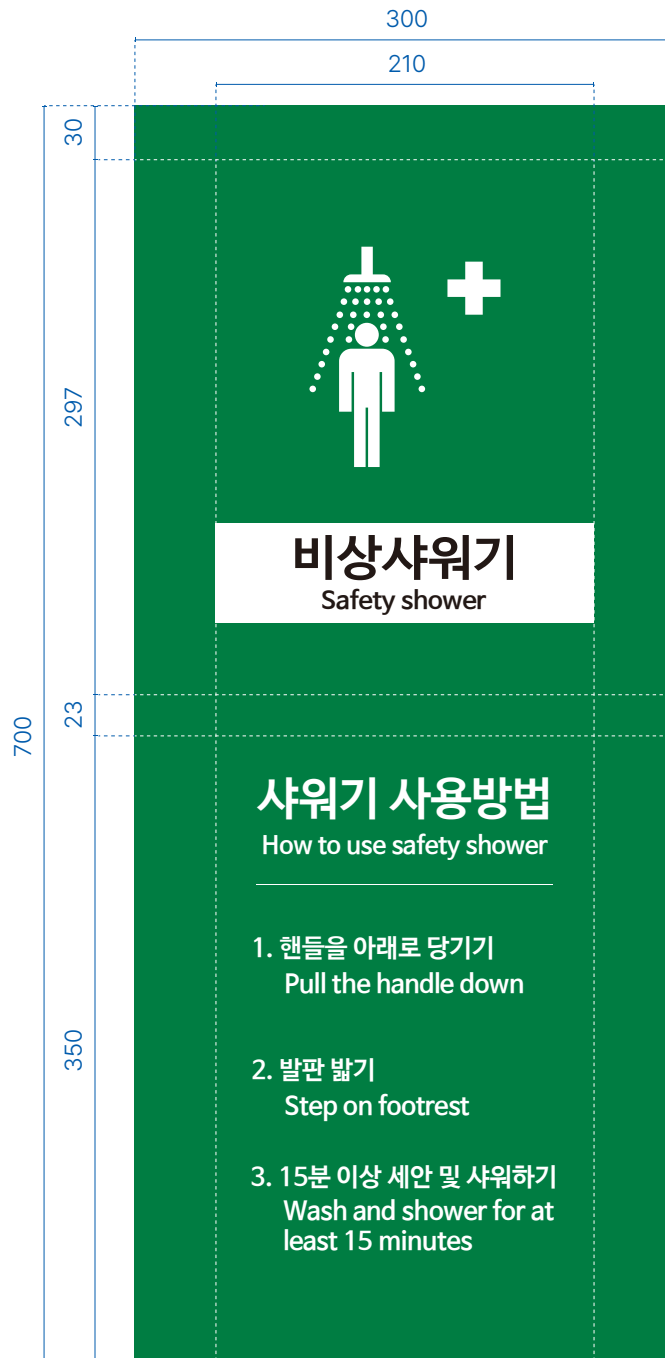 300
210
30
297
비상샤워기
Safety shower
23
700
샤워기 사용방법
How to use safety shower
1. 핸들을 아래로 당기기
Pull the handle down
350
2. 발판 밟기
Step on footrest
3. 15분 이상 세안 및 샤워하기
Wash and shower for at
least 15 minutes